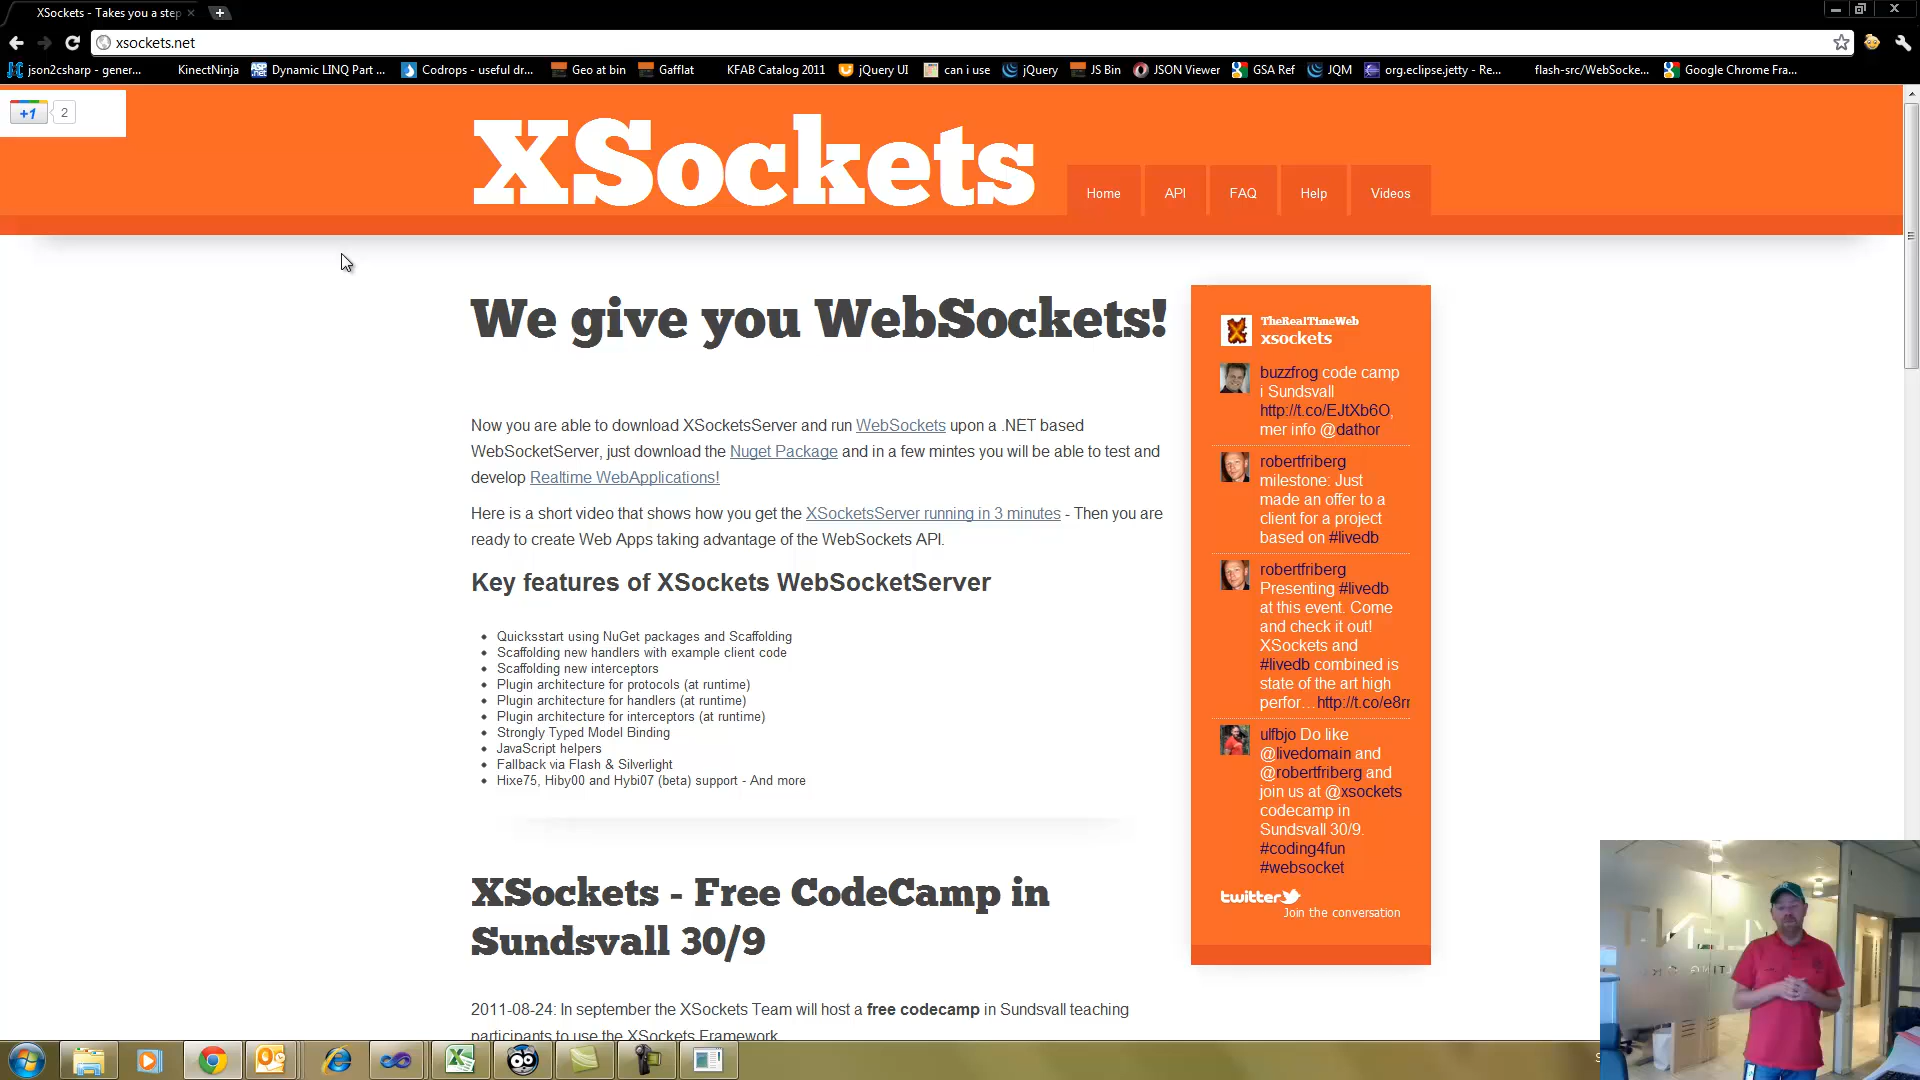 XSockets - Takes you a step
xsockets.net
json2csharp - gener...
KinectNinja
Dynamic LINQ Part ...
Codrops - useful dr...
Geo at bin
Gafflat
KFAB Catalog 2011
jQuery UI
can i use
jQuery
JS Bin
JSON Viewer
GSA Ref
JQM
org.eclipse.jetty - Re...
flash-src/WebSocke...
Google Chrome Fra...
+1
2
XSockets
Home
API
FAQ
Help
Videos
We give you WebSockets!
Now you are able to download XSocketsServer and run WebSockets upon a .NET based
WebSocketServer, just download the Nuget Package and in a few mintes you will be able to test and
develop Realtime WebApplications!
Here is a short video that shows how you get the XSocketsServer running in 3 minutes - Then you are
ready to create Web Apps taking advantage of the WebSockets API.
Key features of XSockets WebSocketServer
Quicksstart using NuGet packages and Scaffolding
Scaffolding new handlers with example client code
Scaffolding new interceptors
Plugin architecture for protocols (at runtime)
Plugin architecture for handlers (at runtime)
Plugin architecture for interceptors (at runtime)
Strongly Typed Model Binding
JavaScript helpers
Fallback via Flash & Silverlight
Hixe75, Hiby00 and Hybi07 (beta) support - And more
XSockets - Free CodeCamp in
Sundsvall 30/9
2011-08-24: In september the XSockets Team will host a free codecamp in Sundsvall teaching
participants to use the XSockets Framework
TheRealTimeWeb
xsockets
buzzfrog code camp
i Sundsvall
http://t.co/EJtXb6O,
mer info @dathor
robertfriberg
milestone: Just
made an offer to a
client for a project
based on #livedb
robertfriberg
Presenting #livedb
at this event. Come
and check it out!
XSockets and
#livedb combined is
state of the art high
perfor...http://t.co/e8rr
ulfbjo Do like
@livedomain and
@robertfriberg and
join us at @xsockets
codecamp in
Sundsvall 30/9.
#coding4fun
#websocket
twitter
Join the conversation